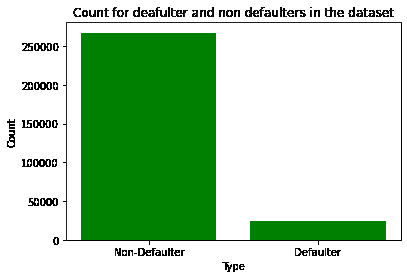 Count for deafulter and non defaulters in the dataset
Count
250000
200000
150000
100000
50000
0
Non-Defaulter
Defaulter
Type